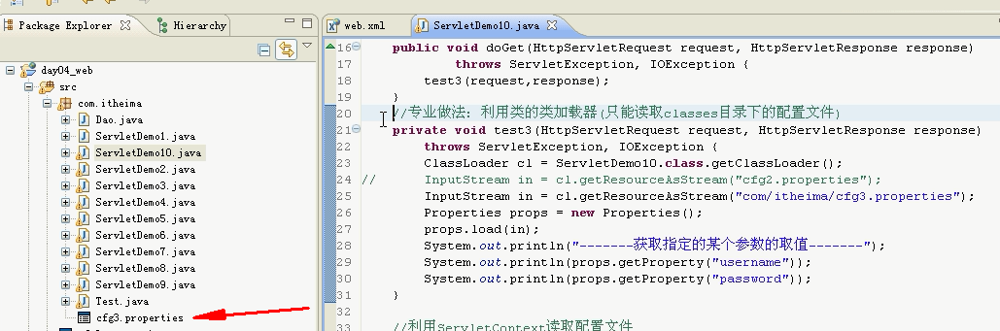 Package Explorer
Hierarchy
day04_web
src
com.itheima
Dao.java
ServletDemo1.java
ServletDemo10.java
ServletDemo2.java
ServletDemo3.java
ServletDemo4.java
ServletDemo5.java
ServletDemo6.java
ServletDemo7.java
ServletDemo8.java
ServletDemo9.java
Test.java
cfg3.properties
web.xml
ServletDemo10.java
16 public void doGet(HttpServletRequest request, HttpServletResponse response)
17 throws ServletException, IOException {
18 test3(request,response);
19 }
20 //专业做法：利用类的类加载器(只能读取classes目录下的配置文件)
21 private void test3(HttpServletRequest request, HttpServletResponse response)
22 throws ServletException, IOException {
23 ClassLoader cl = ServletDemo10.class.getClassLoader();
24 // InputStream in = cl.getResourceAsStream("cfg2.properties");
25 InputStream in = cl.getResourceAsStream("com/itheima/cfg3.properties");
26 Properties props = new Properties();
27 props.load(in);
28 System.out.println("-------获取指定的某个参数的取值-------");
29 System.out.println(props.getProperty("username"));
30 System.out.println(props.getProperty("password"));
31 }
32
33 //利用ServletContext读取配置文件